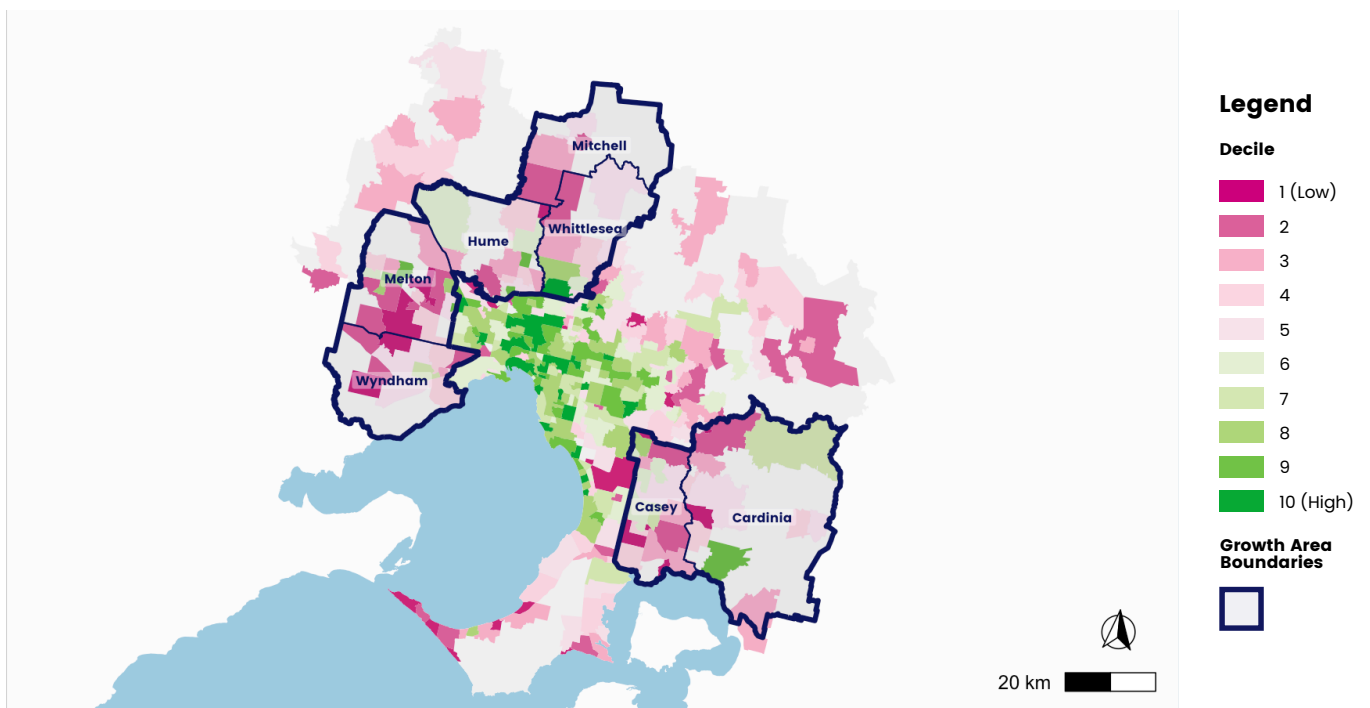 Mitchell
Whittlesea
Hume
Melton
Wyndham
Casey
Cardinia
20 km
Legend
Decile
1 (Low)
2
3
4
5
6
7
8
9
10 (High)
Growth Area
Boundaries